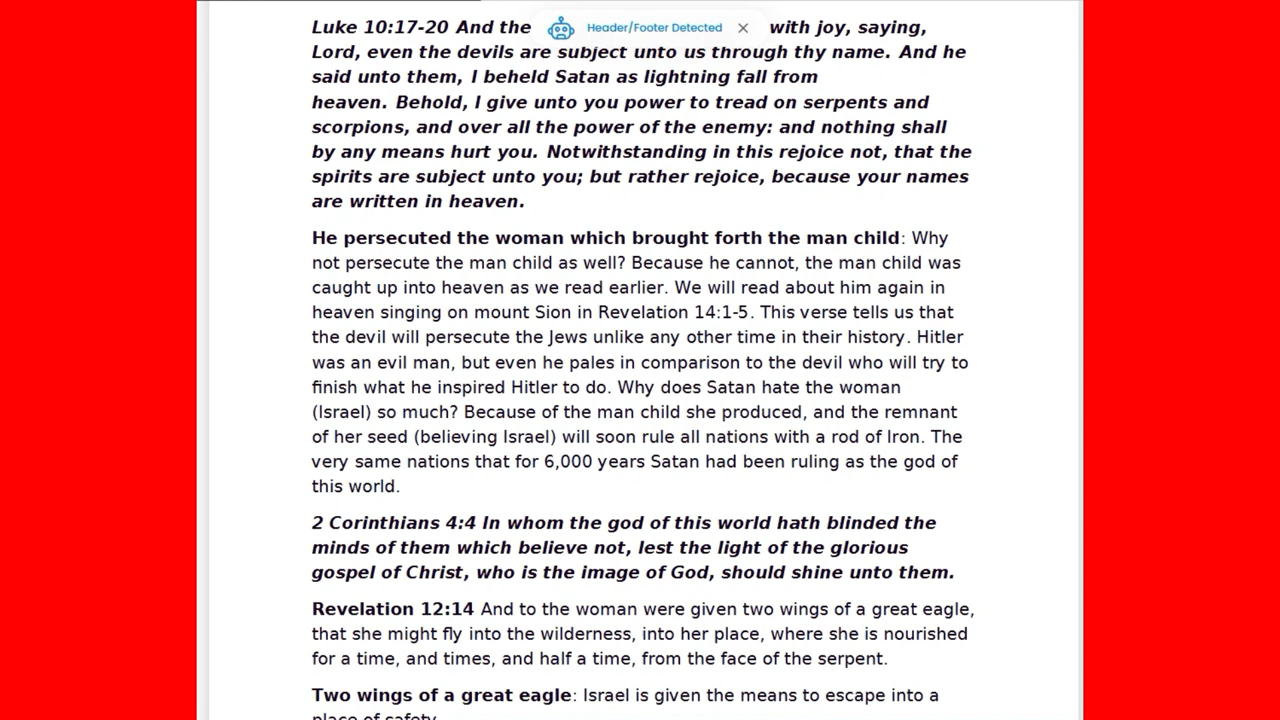 Luke 10:17-20 And the
Header/Footer Detected
with joy, saying,
Lord, even the devils are subject unto us through thy name. And he
said unto them, I beheld Satan as lightning fall from
heaven. Behold, I give unto you power to tread on serpents and
scorpions, and over all the power of the enemy: and nothing shall
by any means hurt you. Notwithstanding in this rejoice not, that the
spirits are subject unto you; but rather rejoice, because your names
are written in heaven.
He persecuted the woman which brought forth the man child: Why
not persecute the man child as well? Because he cannot, the man child was
caught up into heaven as we read earlier. We will read about him again in
heaven singing on mount Sion in Revelation 14:1-5. This verse tells us that
the devil will persecute the Jews unlike any other time in their history. Hitler
was an evil man, but even he pales in comparison to the devil who will try to
finish what he inspired Hitler to do. Why does Satan hate the woman
(Israel) so much? Because of the man child she produced, and the remnant
of her seed (believing Israel) will soon rule all nations with a rod of Iron. The
very same nations that for 6,000 years Satan had been ruling as the god of
this world.
2 Corinthians 4:4 In whom the god of this world hath blinded the
minds of them which believe not, lest the light of the glorious
gospel of Christ, who is the image of God, should shine unto them.
Revelation 12:14 And to the woman were given two wings of a great eagle,
that she might fly into the wilderness, into her place, where she is nourished
for a time, and times, and half a time, from the face of the serpent.
Two wings of a great eagle: Israel is given the means to escape into a
place of safety.